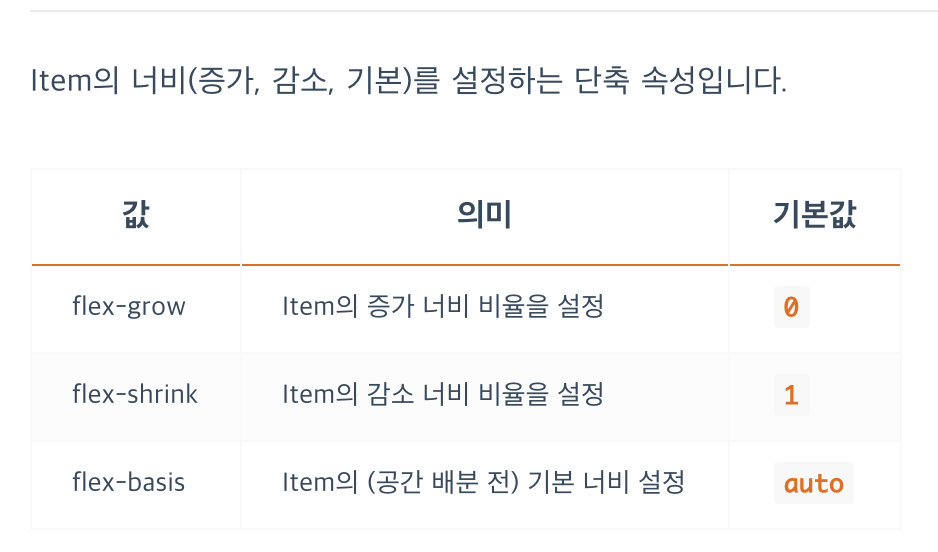 Item의 너비(증가, 감소, 기본)를 설정하는 단축 속성입니다.
값 의미 기본값
flex-grow Item의 증가 너비 비율을 설정 0
flex-shrink Item의 감소 너비 비율을 설정 1
flex-basis Item의 (공간 배분 전) 기본 너비 설정 auto